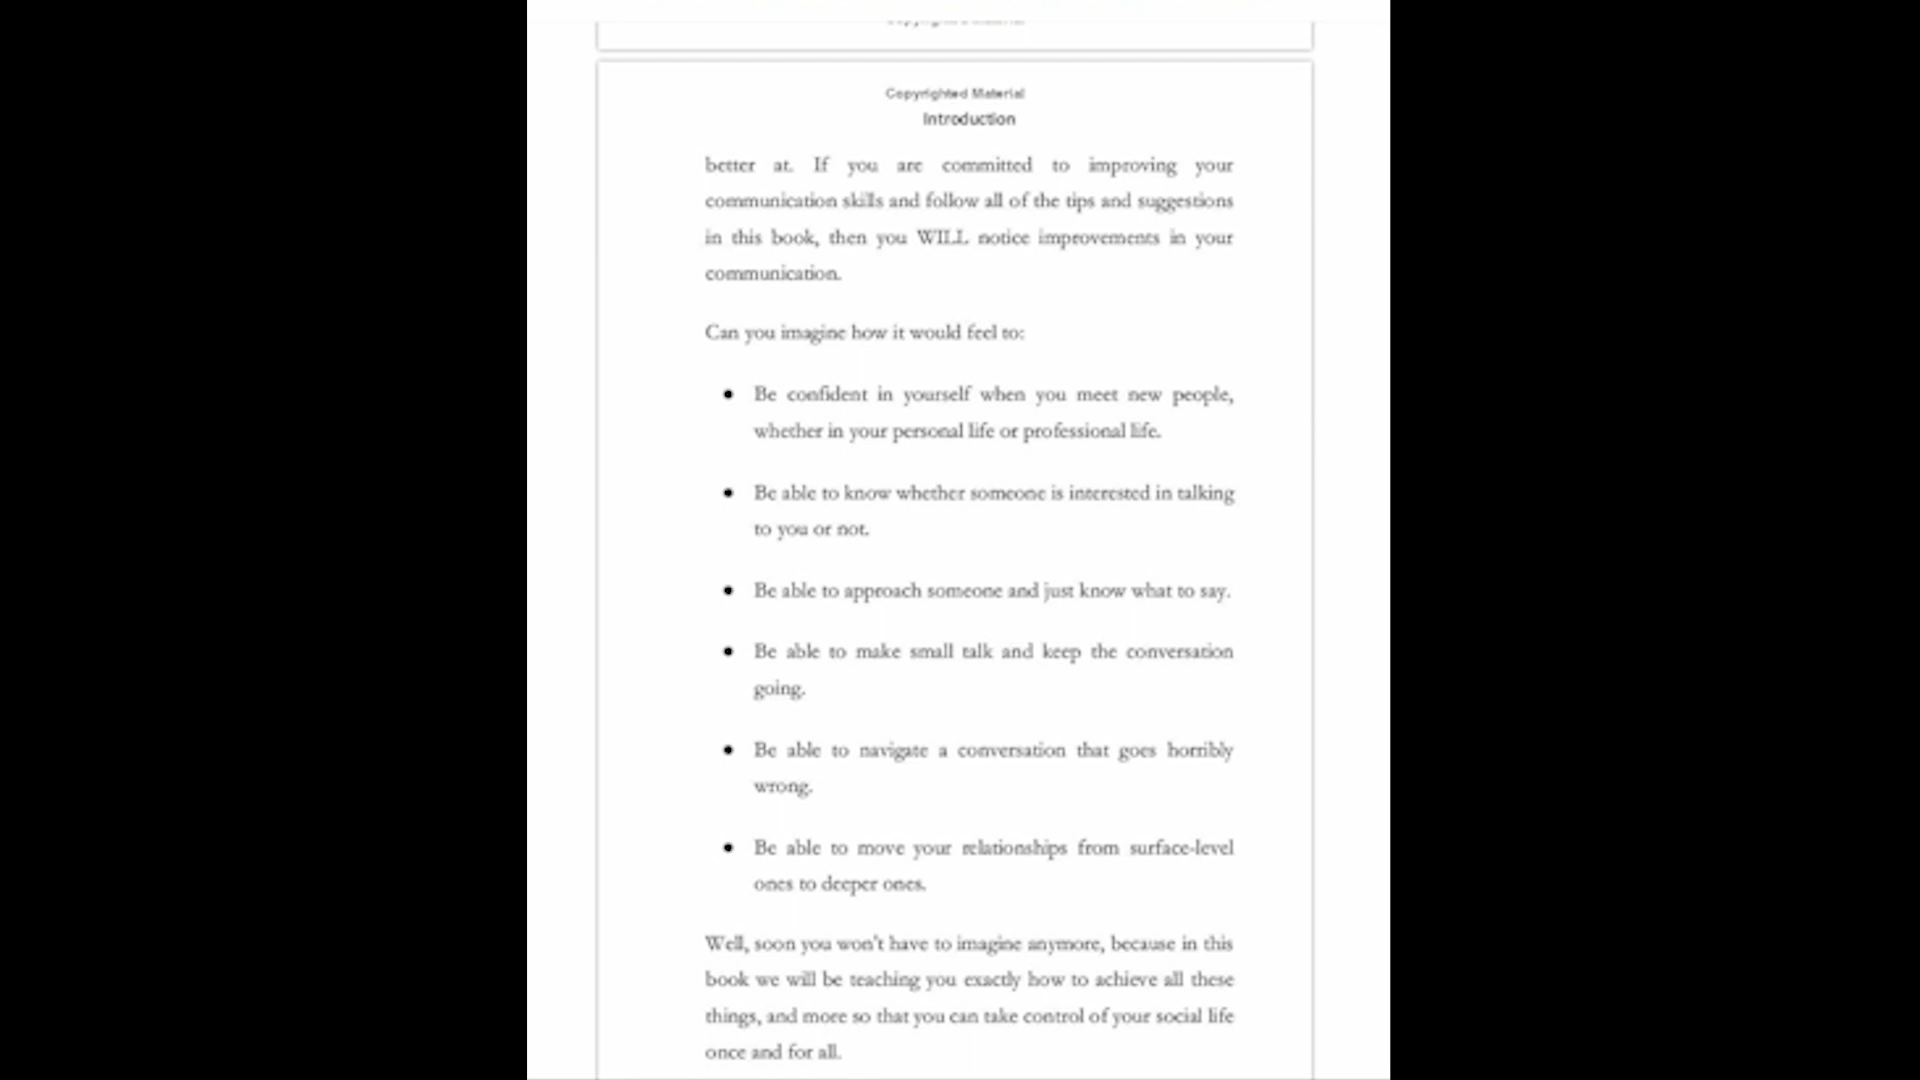 Copyrighted Material
Introduction
better at. If you are committed to improving your
communication skills and follow all of the tips and suggestions
in this book, then you WILL notice improvements in your
communication.
Can you imagine how it would feel to:
● Be confident in yourself when you meet new people,
whether in your personal life or professional life.
● Be able to know whether someone is interested in talking
to you or not.
● Be able to approach someone and just know what to say.
● Be able to make small talk and keep the conversation
going.
● Be able to navigate a conversation that goes horribly
wrong.
● Be able to move your relationships from surface-level
ones to deeper ones.
Well, soon you won't have to imagine anymore, because in this
book we will be teaching you exactly how to achieve all these
things, and more so that you can take control of your social life
once and for all.